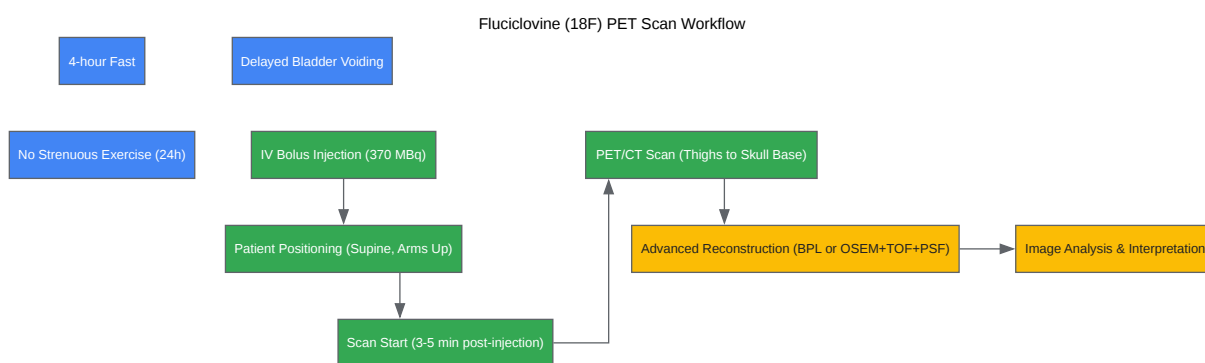 Fluciclovine (18F) PET Scan Workflow
4-hour Fast
Delayed Bladder Voiding
No Strenuous Exercise (24h)
IV Bolus Injection (370 MBq)
PET/CT Scan (Thighs to Skull Base)
Patient Positioning (Supine, Arms Up)
Advanced Reconstruction (BPL or OSEM+TOF+PSF)
Image Analysis & Interpretation
Scan Start (3-5 min post-injection)